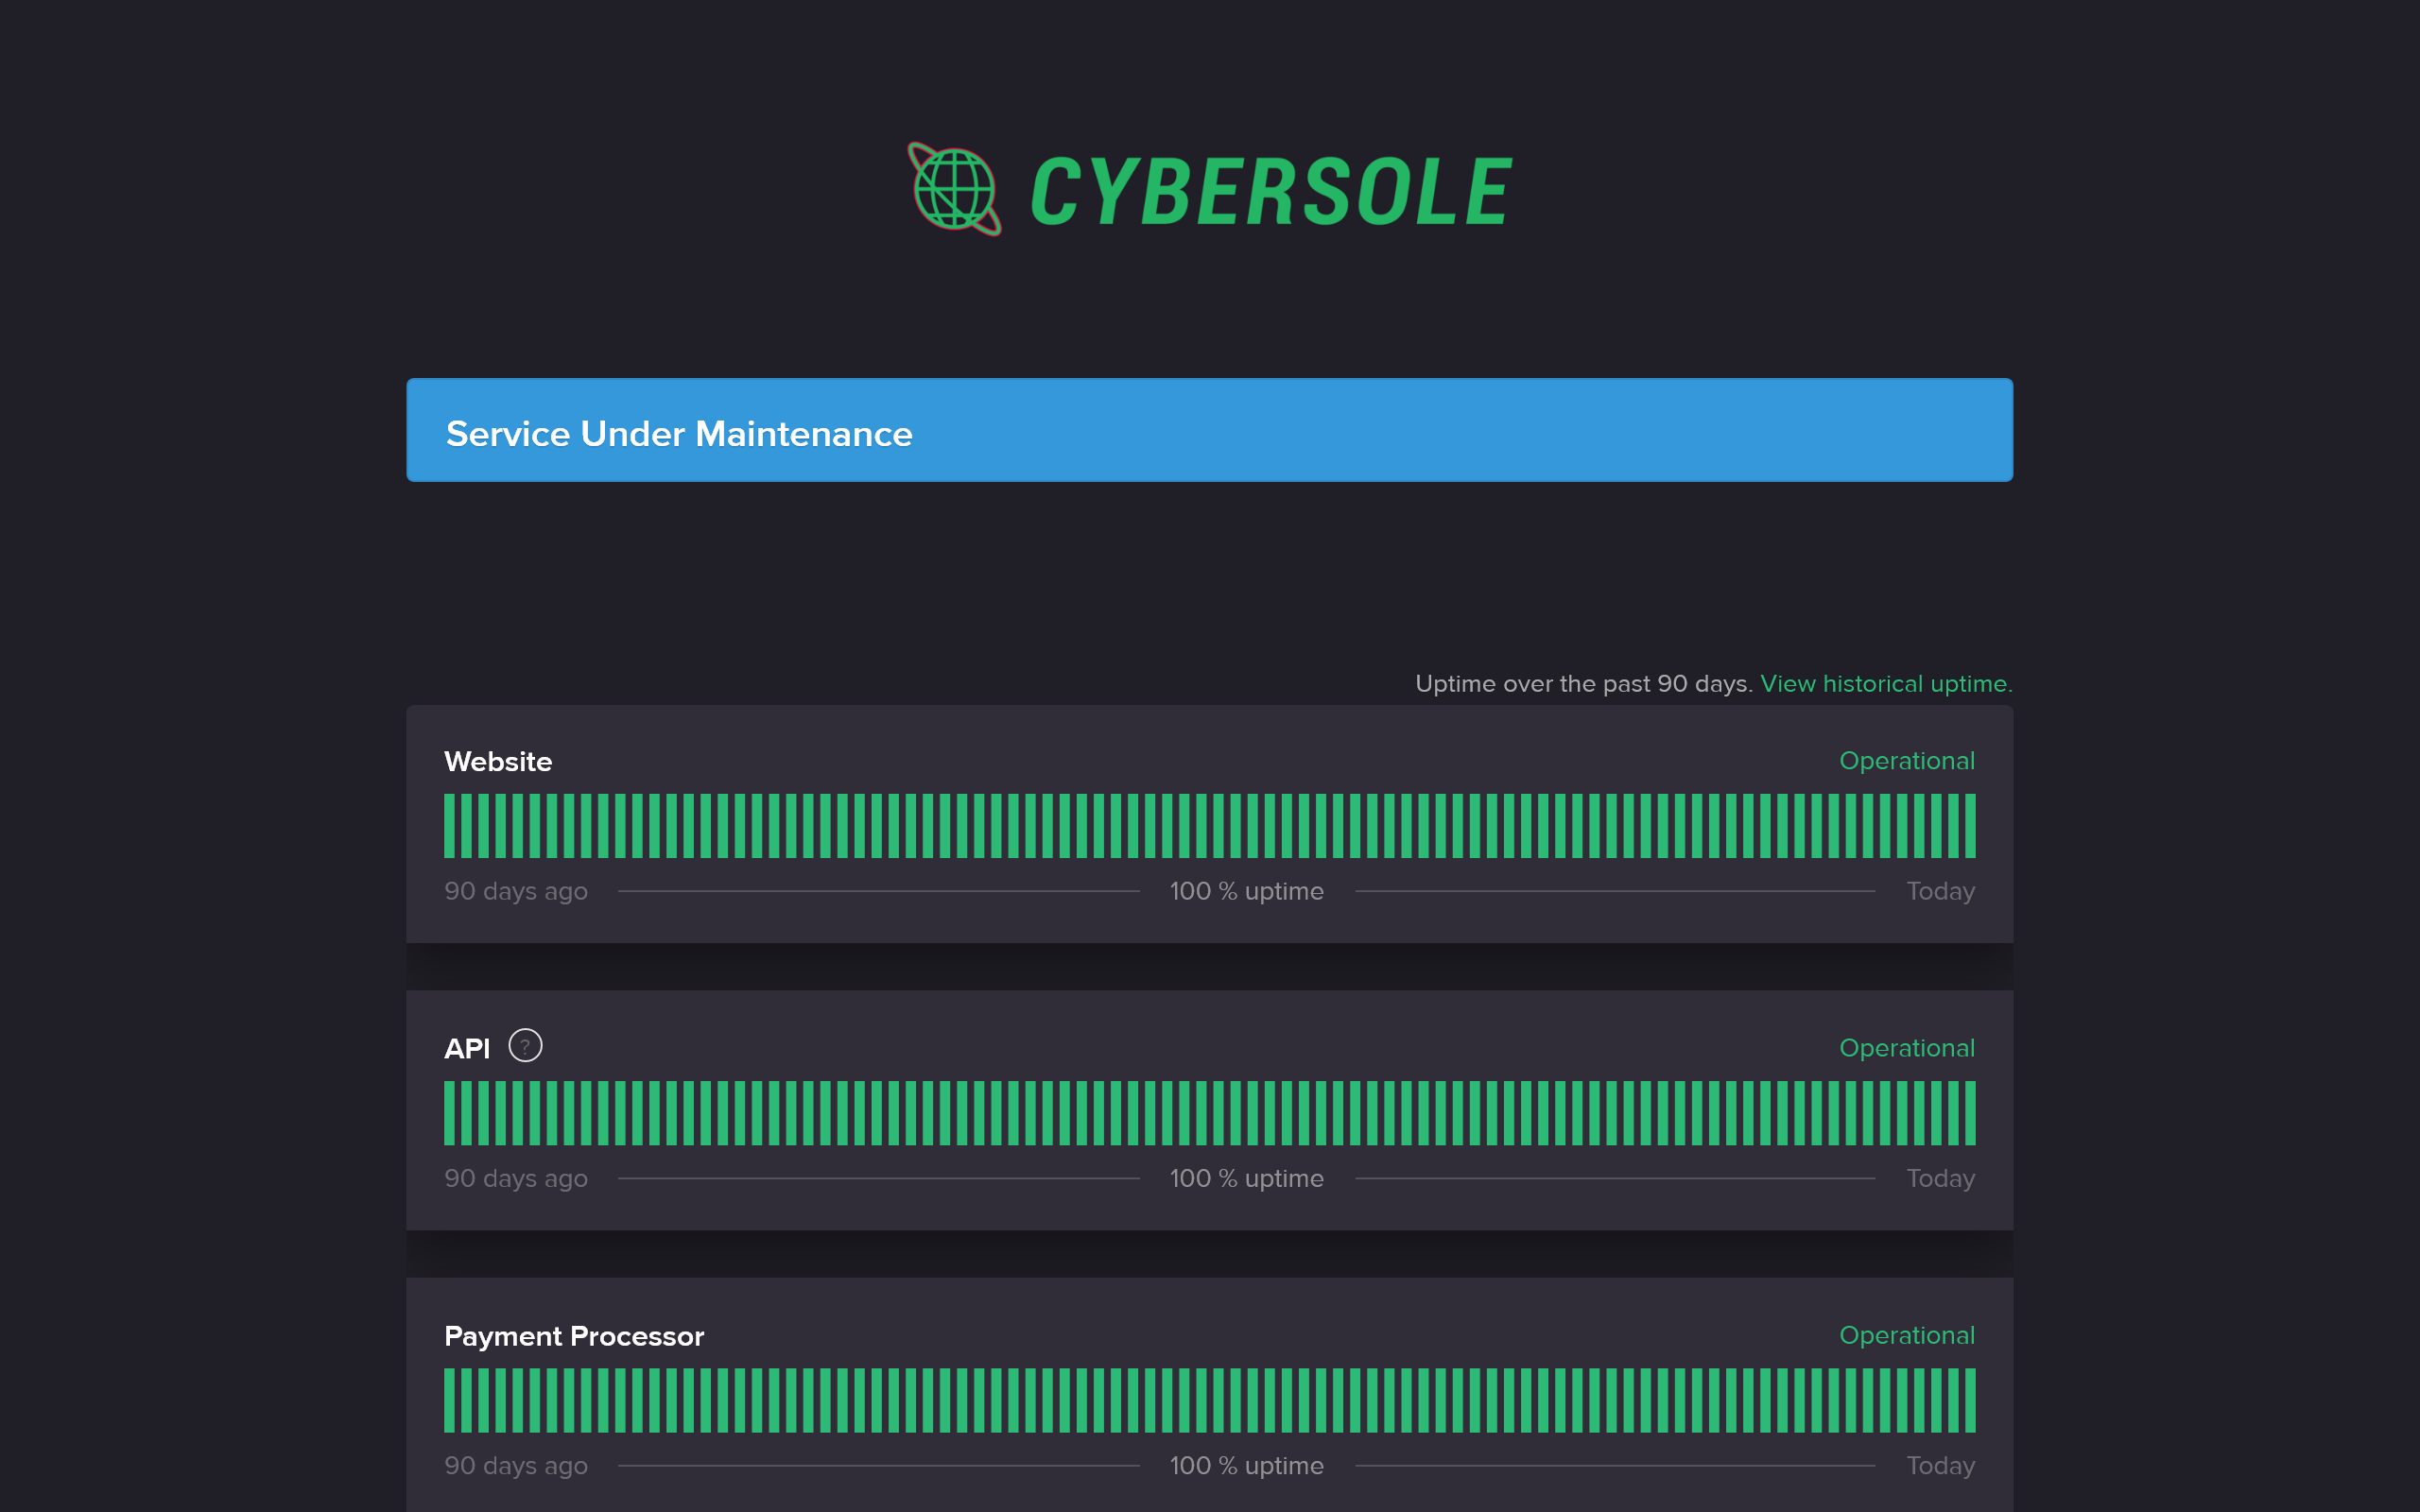 CYBERSOLE
Service Under Maintenance
Uptime over the past 90 days. View historical uptime.
Website
Operational
90 days ago
100 % uptime
Today
API ?
Operational
90 days ago
100 % uptime
Today
Payment Processor
Operational
90 days ago
100 % uptime
Today